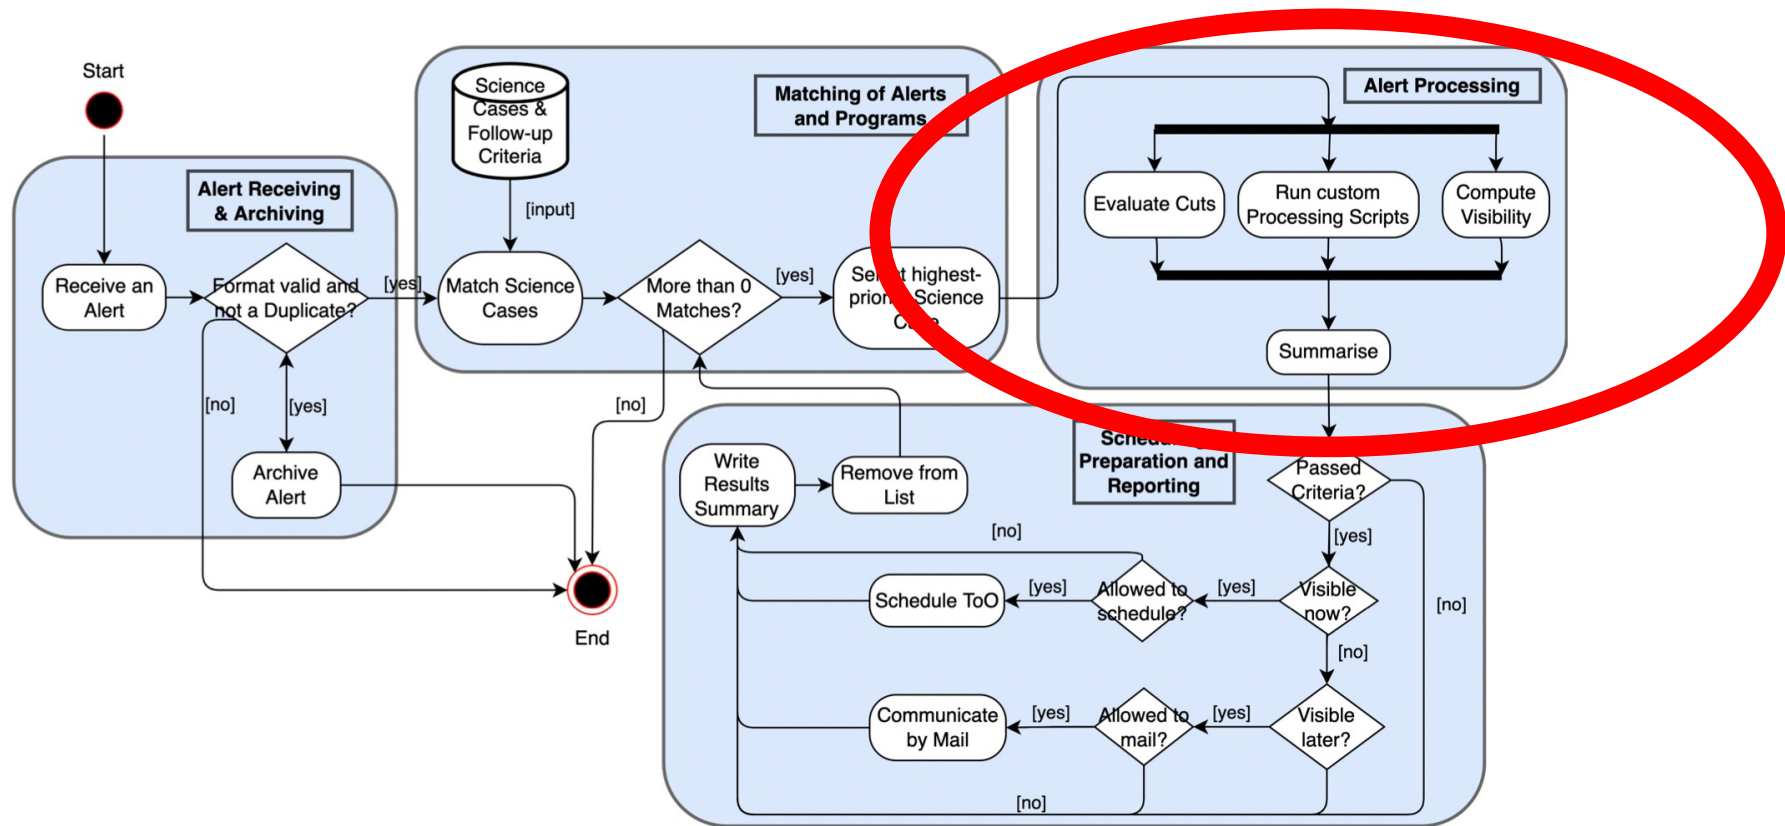 Start
Alert Receiving
& Archiving
Receive an
Alert
Format valid and
not a Duplicate?
[yes]
[no]
[yes]
Archive
Alert
End
Science
Cases &
Follow-up
Criteria
[input]
Matching of Alerts
and Programs
Match Science
Cases
More than 0
Matches?
[yes]
[no]
highest-
Science
Alert Processing
Evaluate Cuts
Run custom
Processing Scripts
Compute
Visibility
Summarise
Preparation and
Reporting
Write
Results
Summary
Remove from
List
Passed
Criteria?
[yes]
[no]
[no]
Schedule ToO
[yes]
Allowed to
schedule?
[yes]
Visible
now?
[no]
Communicate
by Mail
[yes]
Allowed to
mail?
[yes]
Visible
later?
[no]